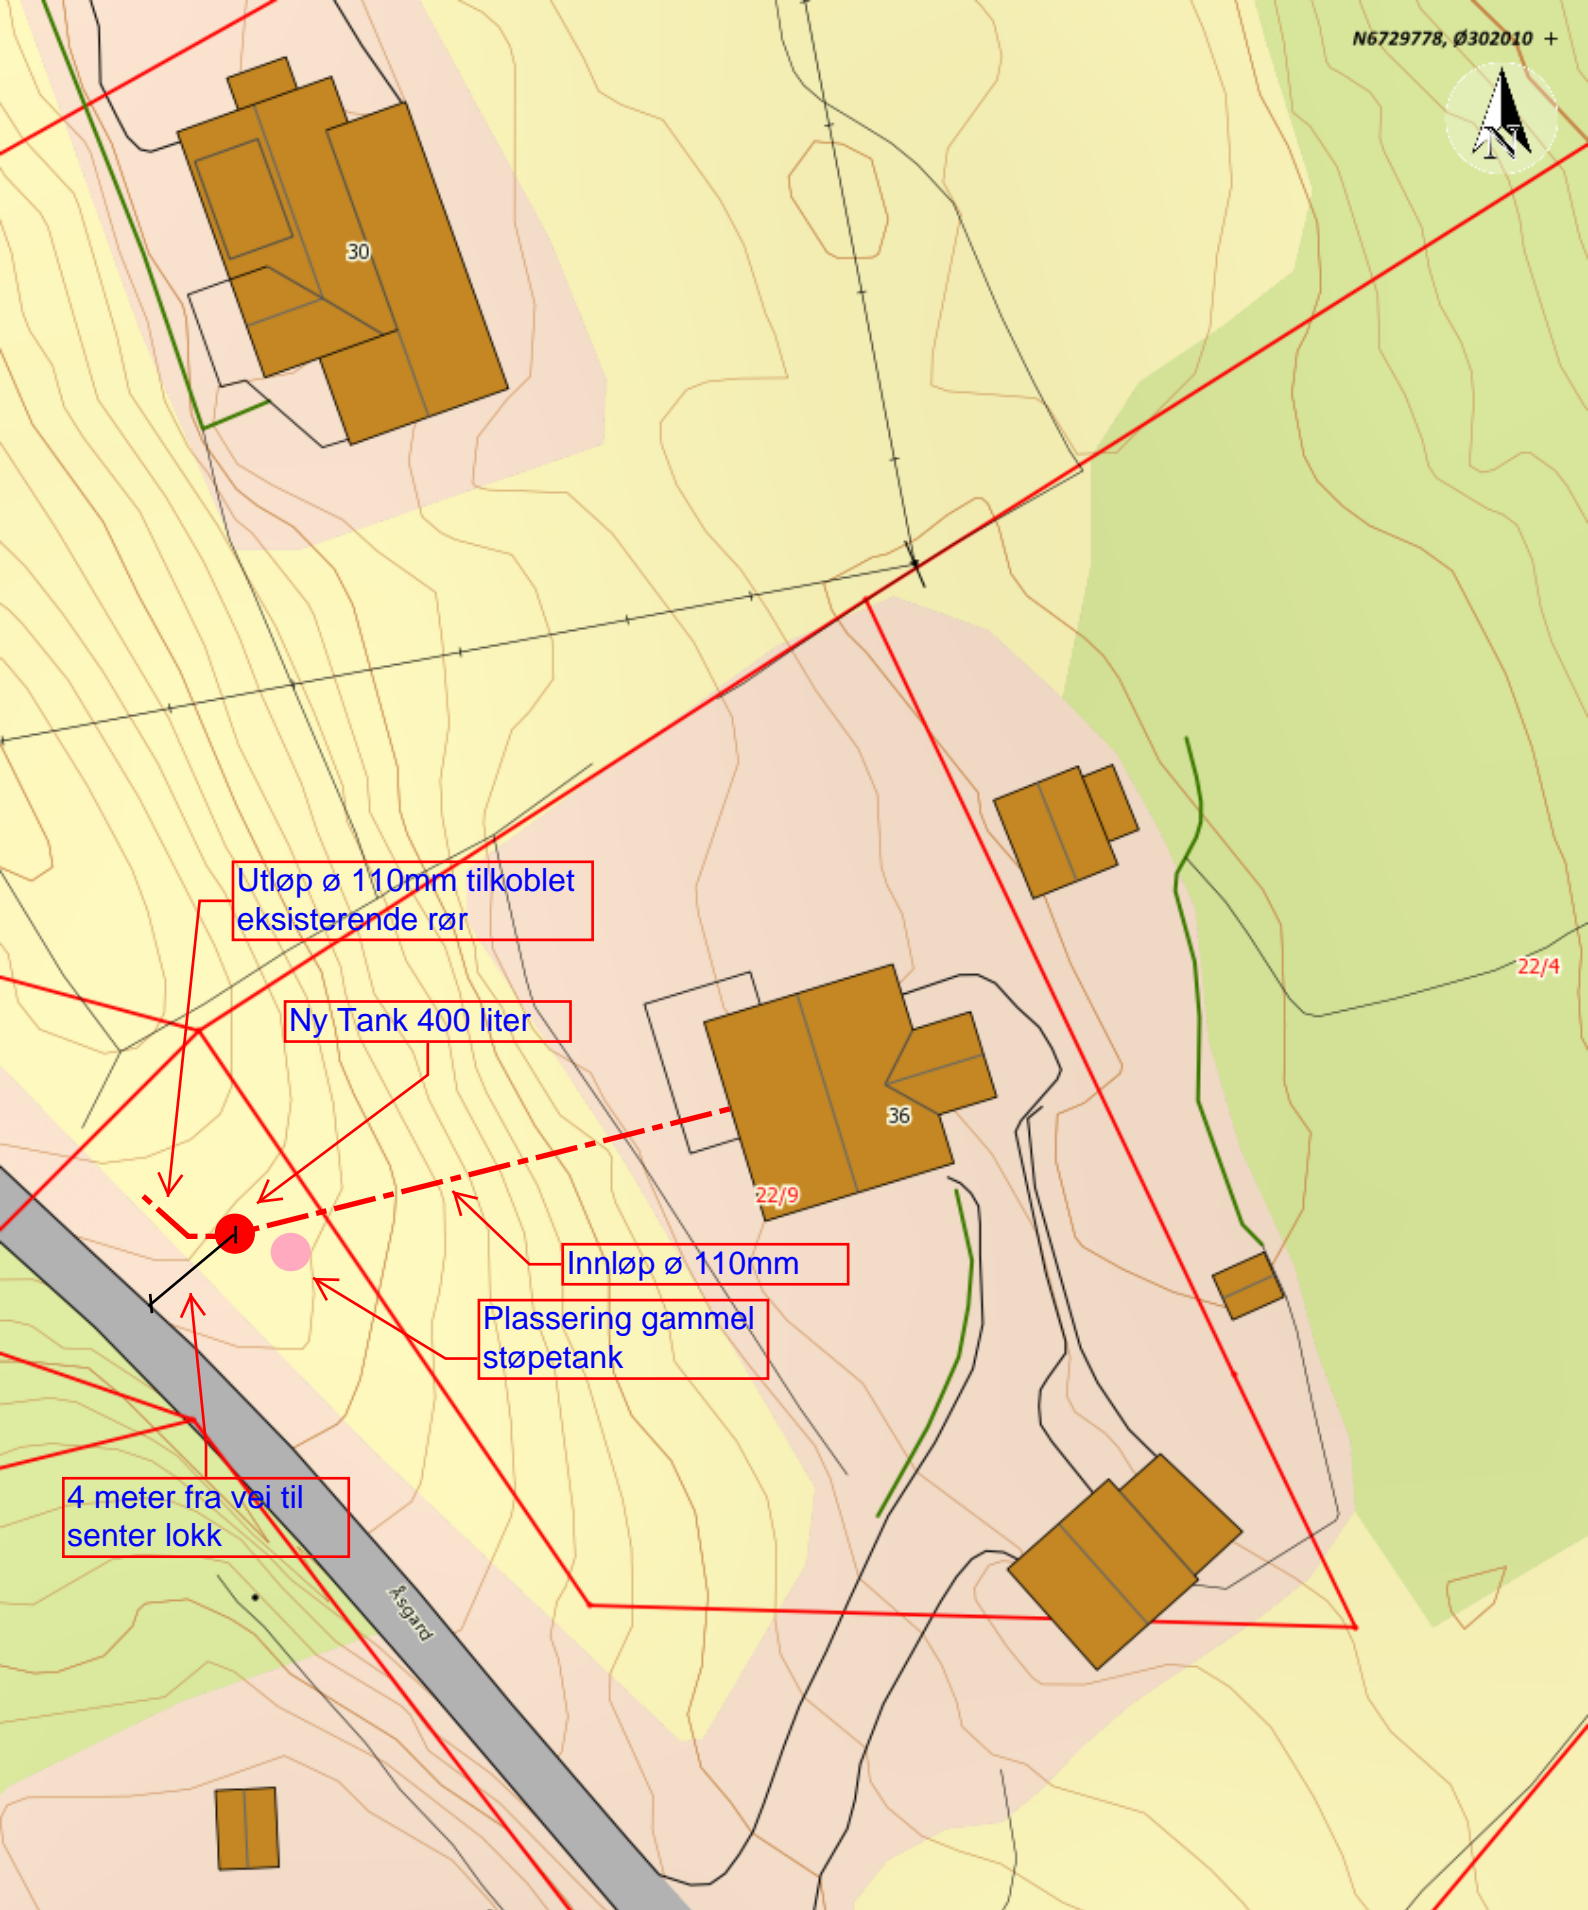 N6729778, Ø302010 +
N
30
Utløp ø 110mm tilkoblet
eksisterende rør
22/4
Ny Tank 400 liter
36
22/9
Innløp ø 110mm
Plassering gammel
støpetank
4 meter fra vei til
senter lokk
Åsgard